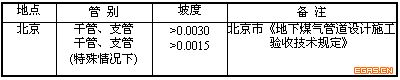 地点 管 别 坡度 备 注
北京 干管、支管 >0.0030 北京市《地下煤气管道设计施工
干管、支管 >0.0015 验收技术规定》
(特殊情况下)
EGAS.CN